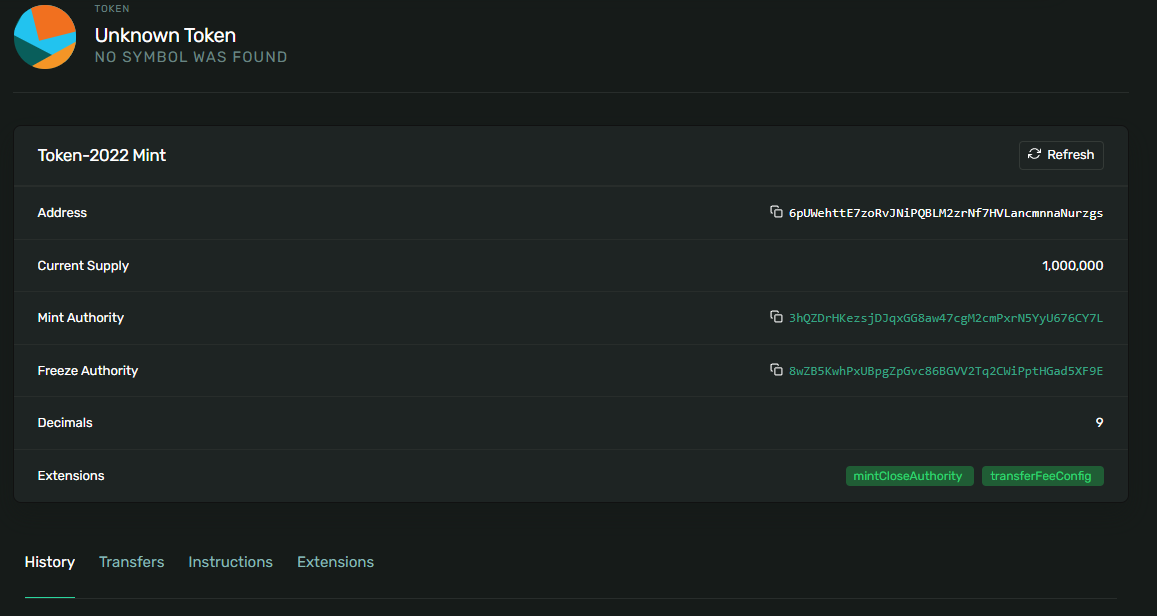 TOKEN
Unknown Token
NO SYMBOL WAS FOUND
Token-2022 Mint
Refresh
Address
6pUWehttE7zoRvJNiPQBLM2zrNf7HVLancmnnaNurzgs
Current Supply
1,000,000
Mint Authority
3hQZDrHKezsjDJqxGG8aw47cgM2cmPxrN5YyU676CY7L
Freeze Authority
8wZB5KwhPxUBpgZpGvc86BGVV2Tq2CWiPptHGad5XF9E
Decimals
9
Extensions
mintCloseAuthority transferFeeConfig
History Transfers Instructions Extensions